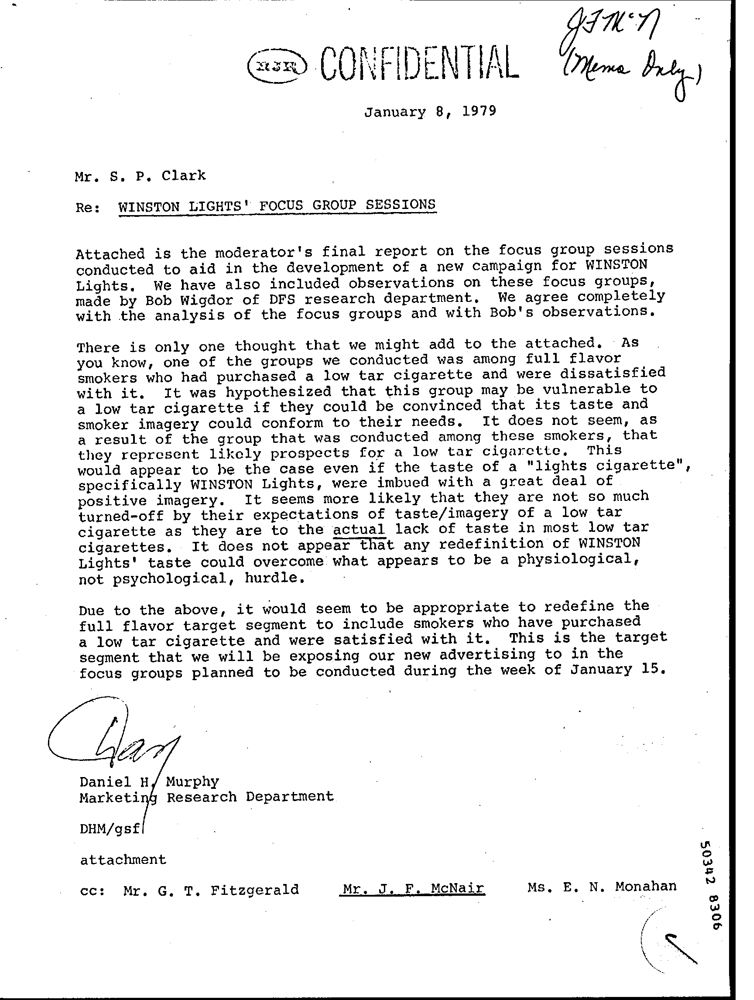 JFMcN
(Memo Only)
RJR CONFIDENTIAL
January 8, 1979
Mr. S. P. Clark
Re: WINSTON LIGHTS' FOCUS GROUP SESSIONS
Attached is the moderator's final report on the focus group sessions
conducted to aid in the development of a new campaign for WINSTON
Lights. We have also included observations on these focus groups,
made by Bob Wigdor of DFS research department. We agree completely
with the analysis of the focus groups and with Bob's observations.
There is only one thought that we might add to the attached. As
you know, one of the groups we conducted was among full flavor
smokers who had purchased a low tar cigarette and were dissatisfied
with it. It was hypothesized that this group may be vulnerable to
a low tar cigarette if they could be convinced that its taste and
smoker imagery could conform to their needs. It does not seem, as
a result of the group that was conducted among these smokers, that
they represent likely prospects for a low tar cigarette. This
would appear to be the case even if the taste of a "lights cigarette",
specifically WINSTON Lights, were imbued with a great deal of
positive imagery. It seems more likely that they are not so much
turned-off by their expectations of taste/imagery of a low tar
cigarette as they are to the actual lack of taste in most low tar
cigarettes. It does not appear that any redefinition of WINSTON
Lights' taste could overcome what appears to be a physiological,
not psychological, hurdle.
Due to the above, it would seem to be appropriate to redefine the
full flavor target segment to include smokers who have purchased
a low tar cigarette and were satisfied with it. This is the target
segment that we will be exposing our new advertising to in the
focus groups planned to be conducted during the week of January 15.
Daniel H. Murphy
Marketing Research Department
DHM/gsf
attachment
cc: Mr. G. T. Fitzgerald Mr. J. F. McNair Ms. E. N. Monahan
50342 8306